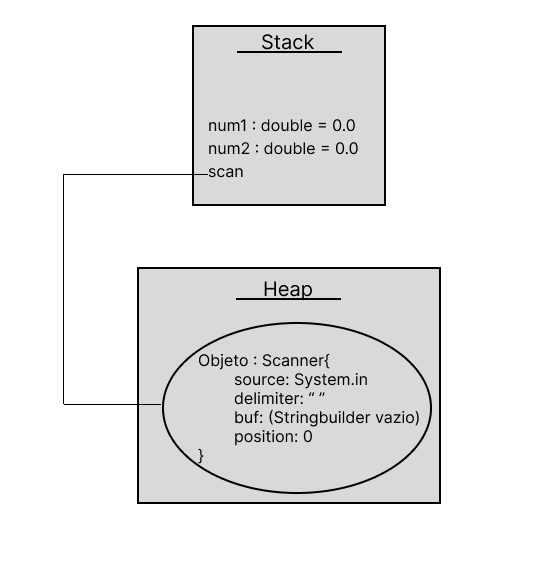 Stack
num1 : double = 0.0
num2 : double = 0.0
scan
Heap
Objeto : Scanner{
source: System.in
delimiter: “ ”
buf: (Stringbuilder vazio)
position: 0
}